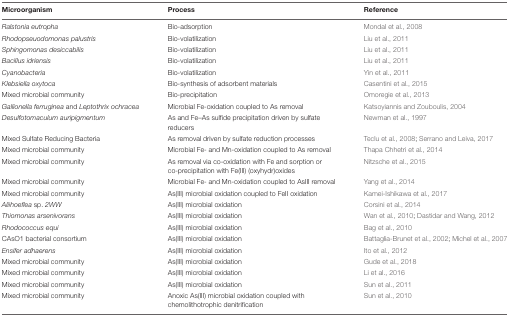 Microorganism Process Reference
Ralstonia eutropha Bio-adsorption Mondal et al., 2008
Rhodopseuodomonas palustris Bio-volatilization Liu et al., 2011
Sphingomonas desiccabilis Bio-volatilization Liu et al., 2011
Bacillus idriensis Bio-volatilization Liu et al., 2011
Cyanobacteria Bio-volatilization Yin et al., 2011
Klebsiella oxytoca Bio-synthesis of adsorbent materials Casentini et al., 2015
Mixed microbial community Bio-precipitation Omoregie et al., 2013
Gallionella ferruginea and Leptothrix ochracea Microbial Fe-oxidation coupled to As removal Katsoyiannis and Zouboulis, 2004
Desulfotomaculum auripigmentum As and Fe–As sulfide precipitation driven by sulfate Newman et al., 1997
reducers
Mixed Sulfate Reducing Bacteria As removal driven by sulfate reduction processes Teclu et al., 2008; Serrano and Leiva, 2017
Mixed microbial community Microbial Fe- and Mn-oxidation coupled to As removal Thapa Chhetri et al., 2014
Mixed microbial community As removal via co-oxidation with Fe and sorption or Nitzsche et al., 2015
co-precipitation with Fe(III) (oxyhydr)oxides
Mixed microbial community Microbial Fe- and Mn-oxidation coupled to AsIII removal Yang et al., 2014
Mixed microbial community As(III) microbial oxidation coupled to FeII oxidation Kamei-Ishikawa et al., 2017
Aliihoeflea sp. 2WW As(III) microbial oxidation Corsini et al., 2014
Thiomonas arsenivorans As(III) microbial oxidation Wan et al., 2010; Dastidar and Wang, 2012
Rhodococcus equi As(III) microbial oxidation Bag et al., 2010
CAsO1 bacterial consortium As(III) microbial oxidation Battaglia-Brunet et al., 2002; Michel et al., 2007
Ensifer adhaerens As(III) microbial oxidation Ito et al., 2012
Mixed microbial community As(III) microbial oxidation Gude et al., 2018
Mixed microbial community As(III) microbial oxidation Li et al., 2016
Mixed microbial community As(III) microbial oxidation Sun et al., 2011
Mixed microbial community Anoxic As(III) microbial oxidation coupled with Sun et al., 2010
chemolithotrophic denitrification